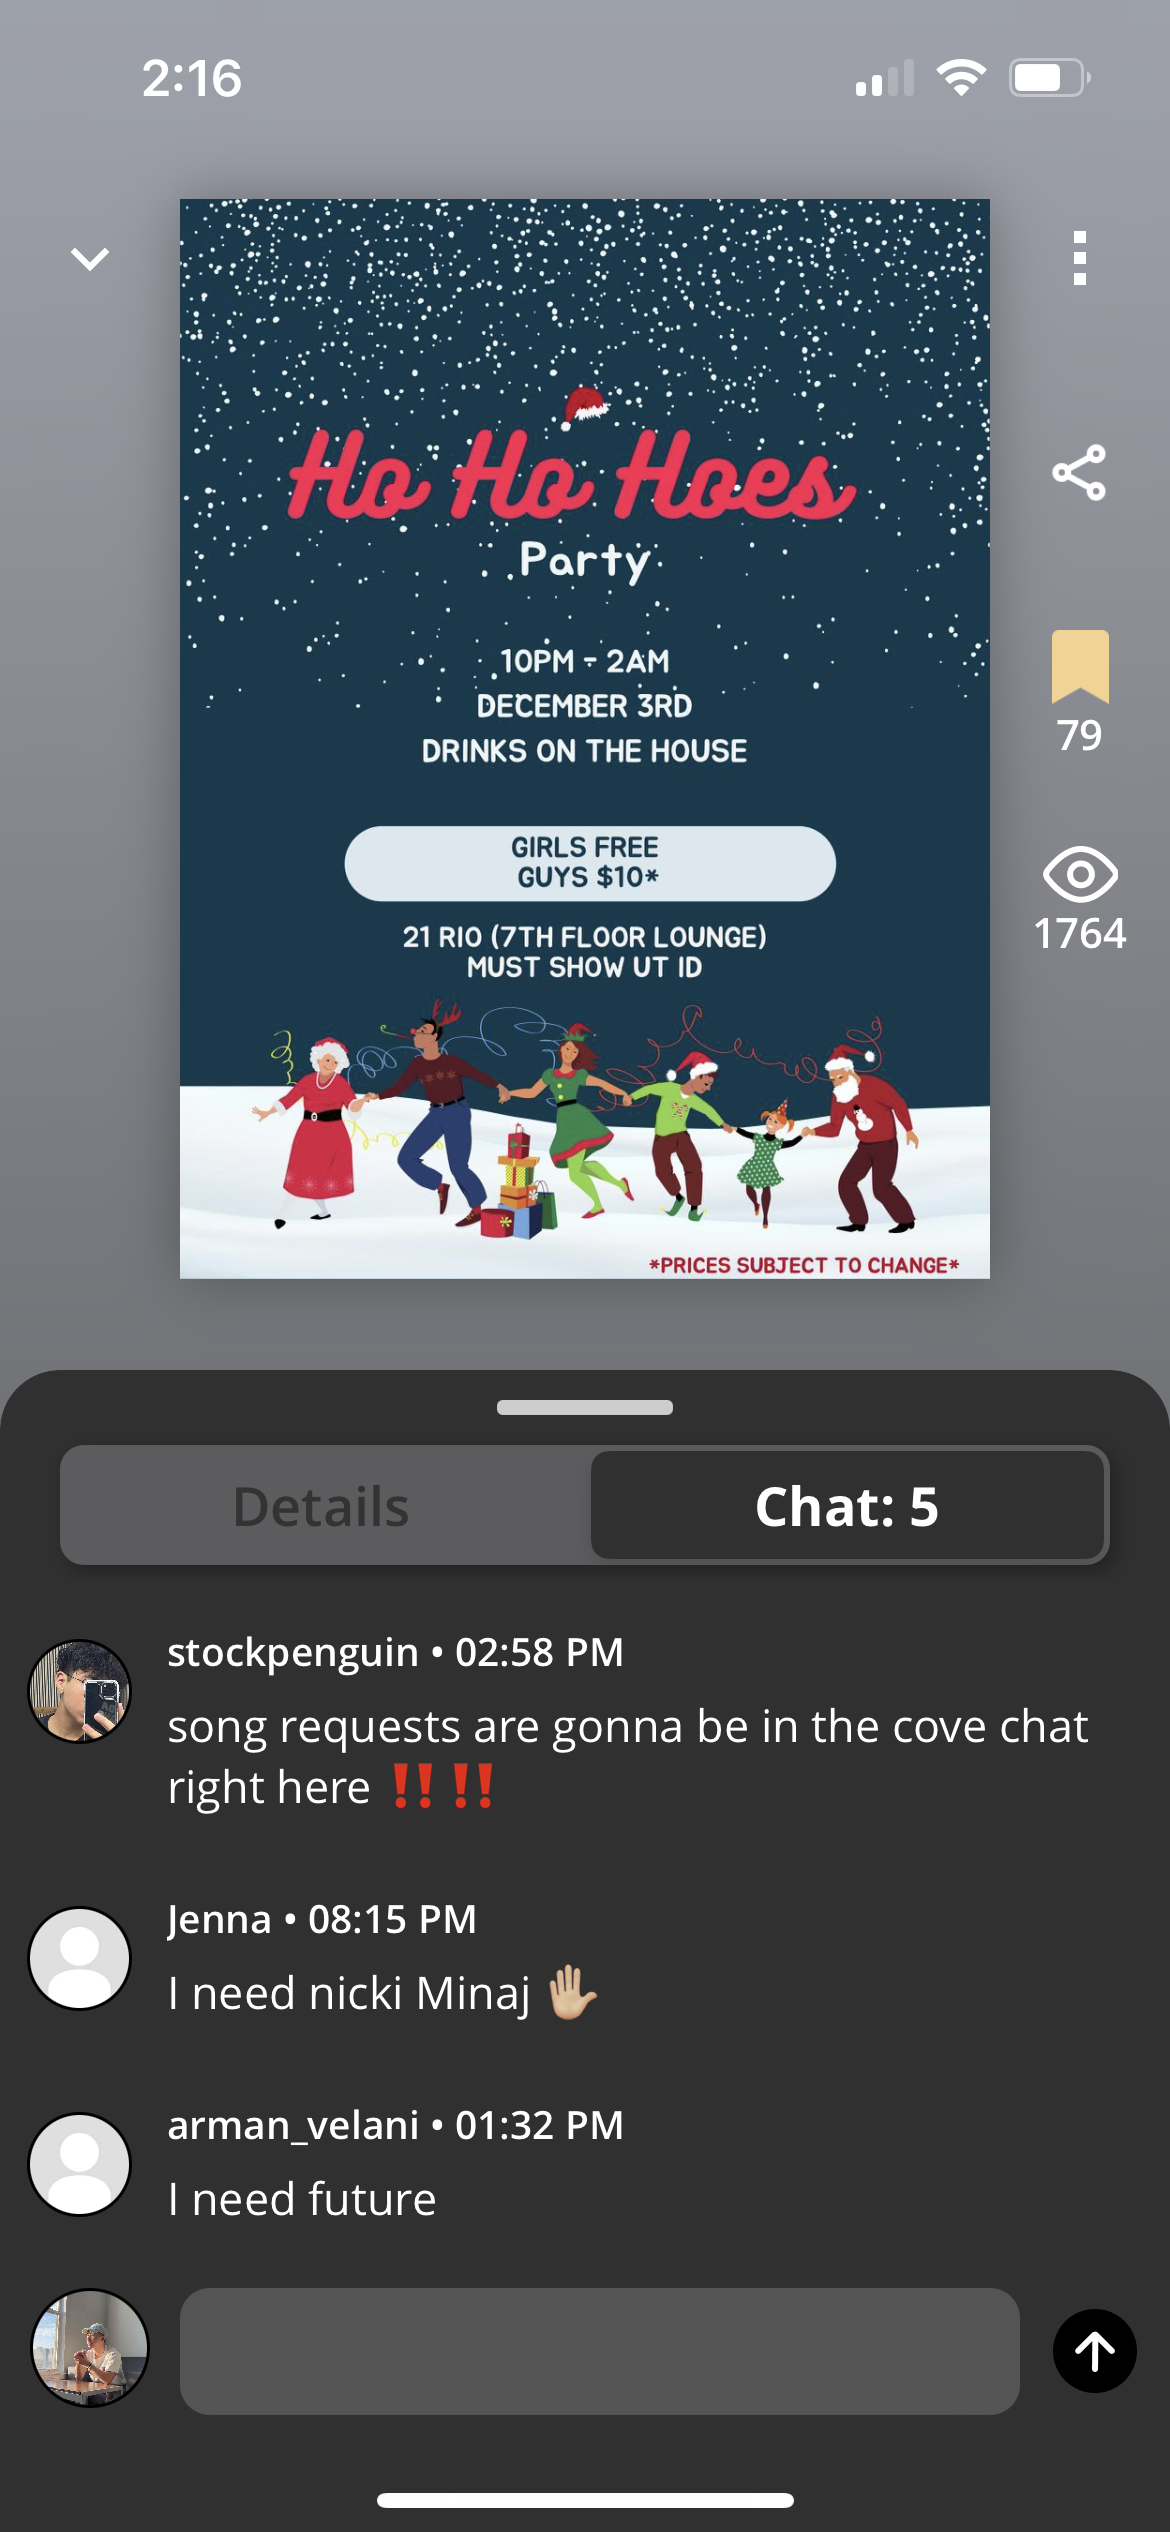 2:16
Ho Ho Hoes
Party
10PM - 2AM
DECEMBER 3RD
DRINKS ON THE HOUSE
GIRLS FREE
GUYS $10*
21 RIO (7TH FLOOR LOUNGE)
MUST SHOW UT ID
*PRICES SUBJECT TO CHANGE*
79
1764
Details
Chat: 5
stockpenguin • 02:58 PM
song requests are gonna be in the cove chat
right here ‼️ ‼️
Jenna • 08:15 PM
I need nicki Minaj 🤚🏼
arman_velani • 01:32 PM
I need future